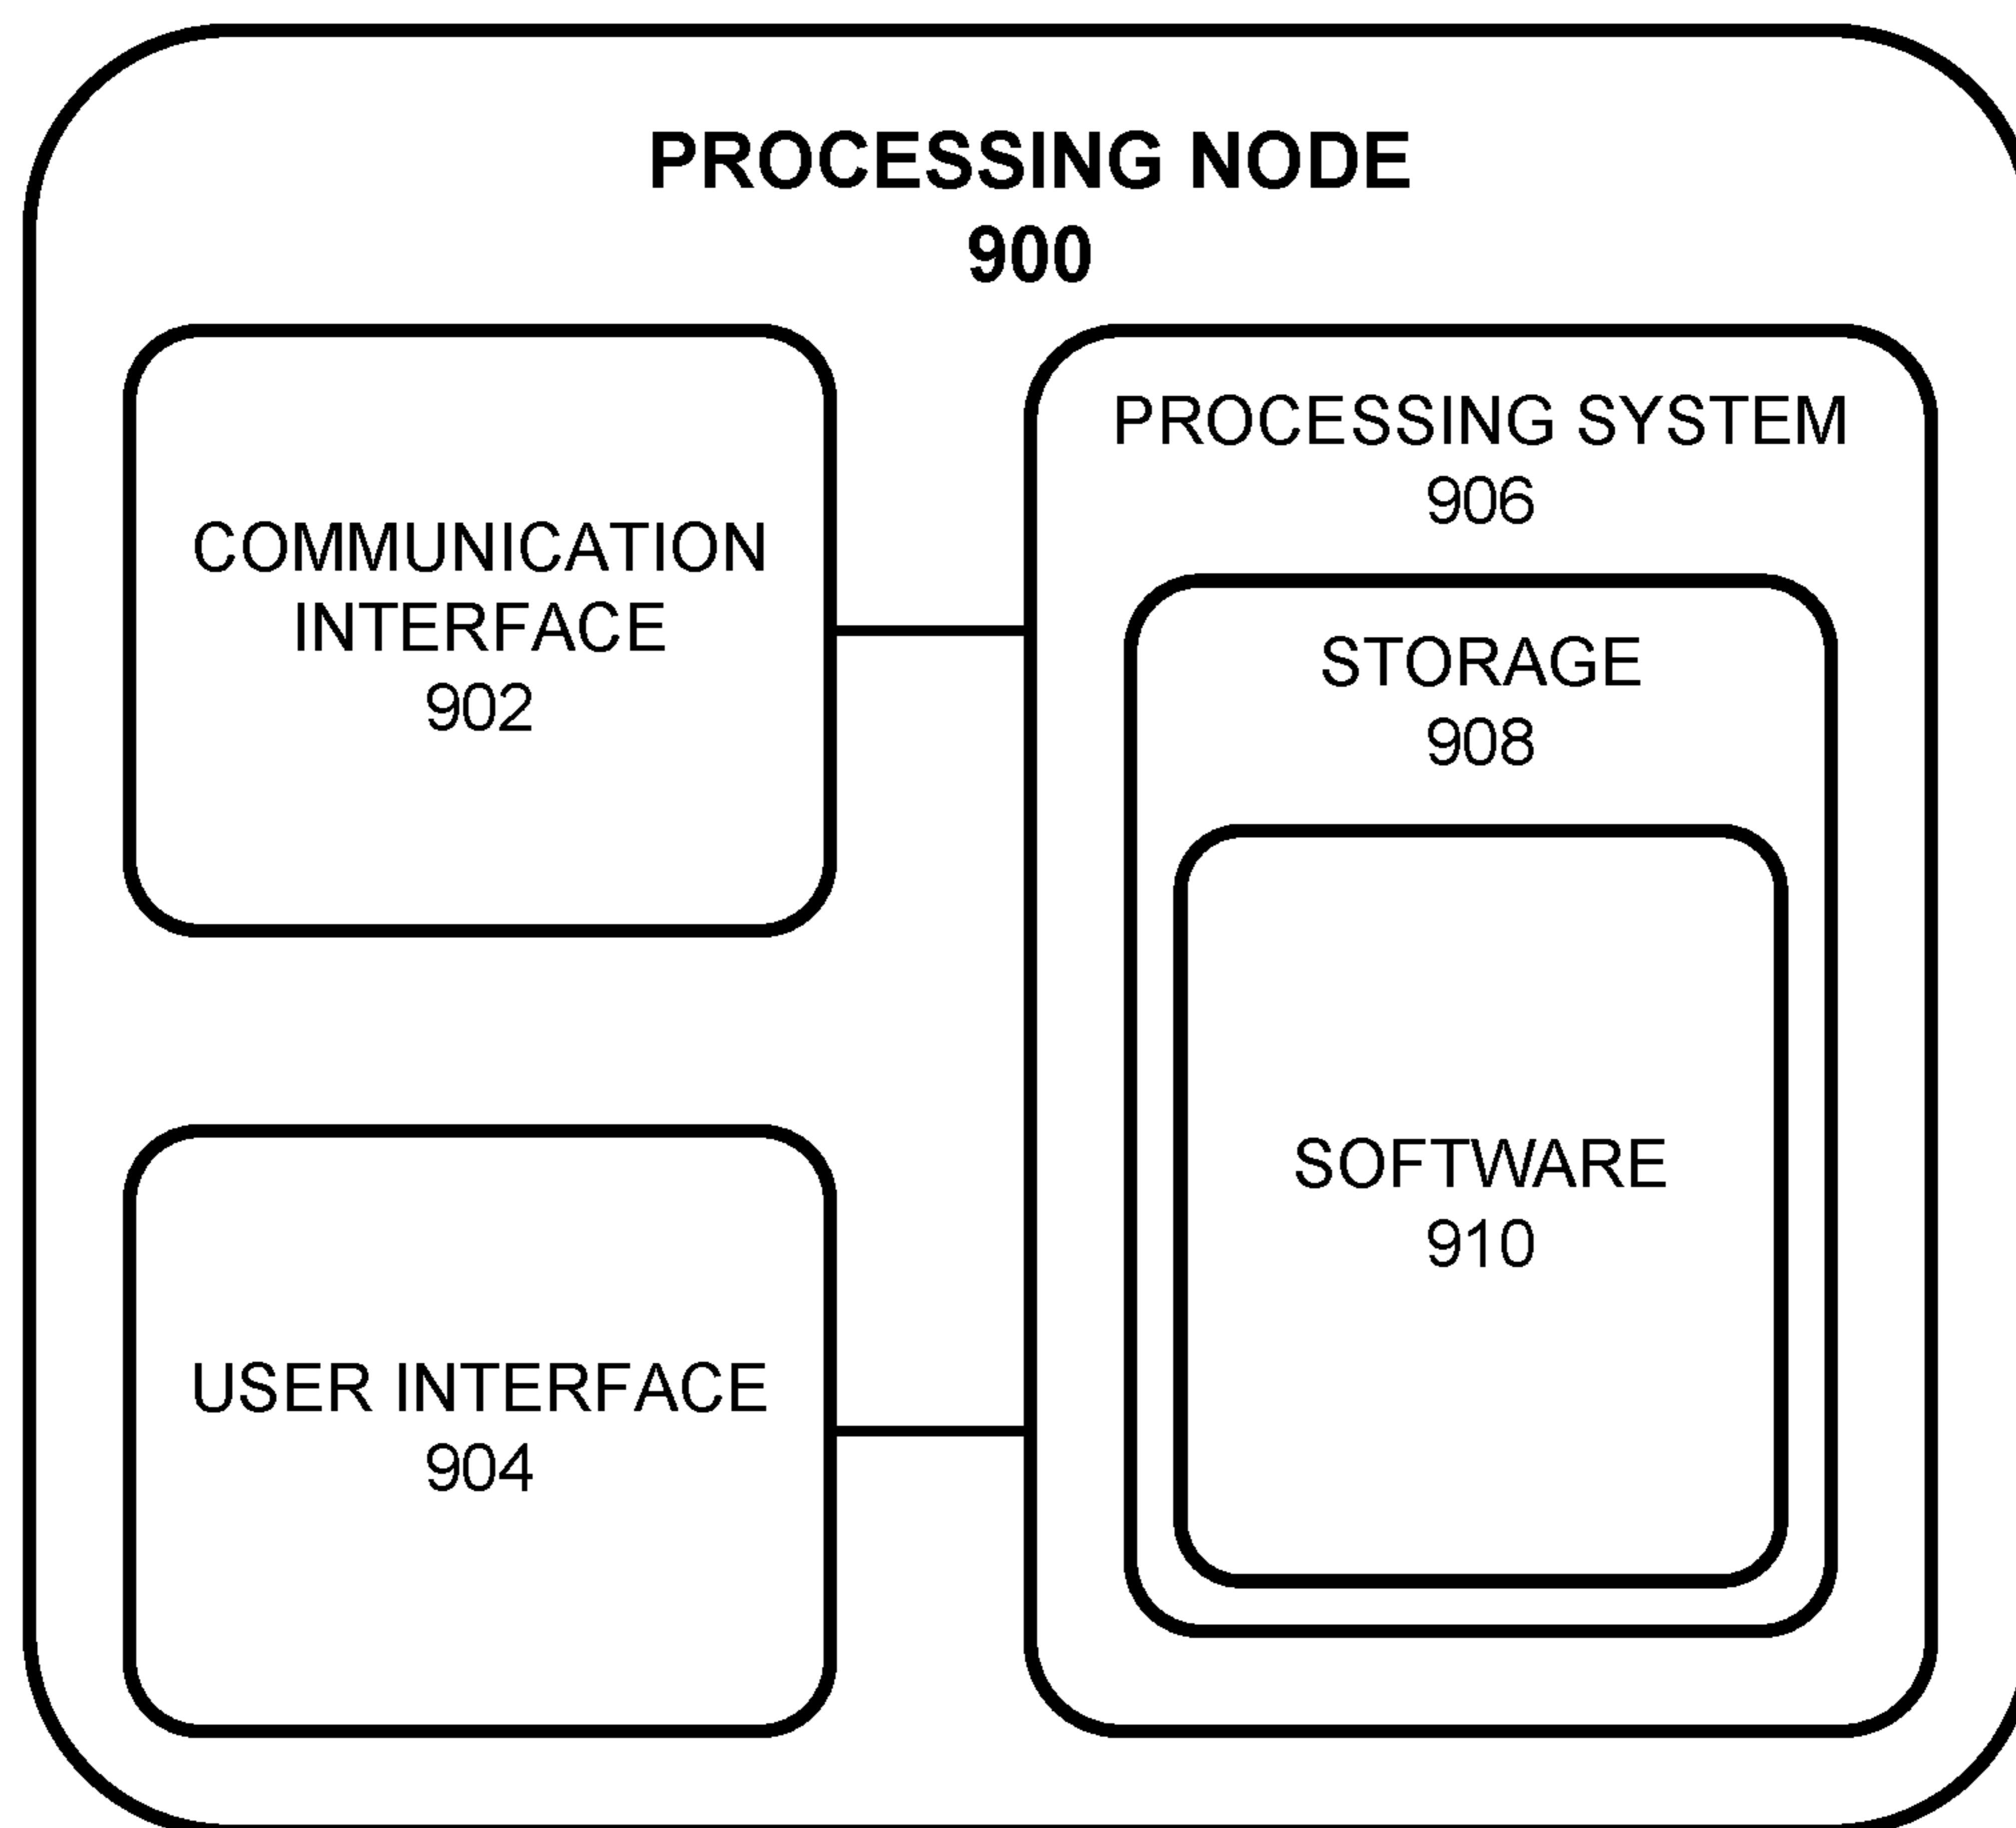 PROCESSING NODE
900
COMMUNICATION
INTERFACE
902
USER INTERFACE
904
PROCESSING SYSTEM
906
STORAGE
908
SOFTWARE
910